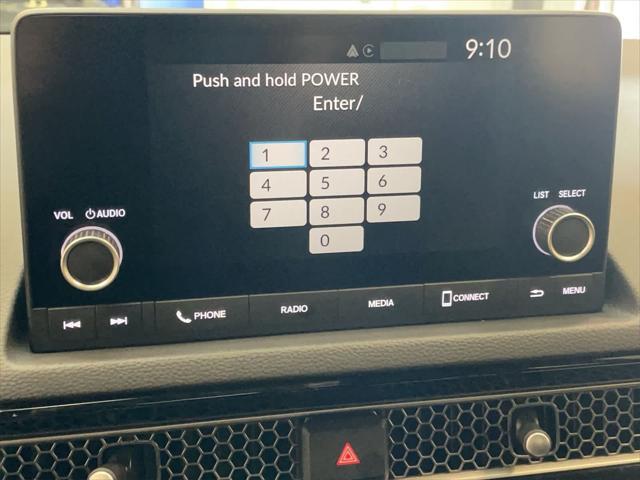 9:10
Push and hold POWER
Enter/
1 2 3
4 5 6
7 8 9
0
VOL AUDIO
LIST SELECT
PHONE RADIO MEDIA CONNECT MENU